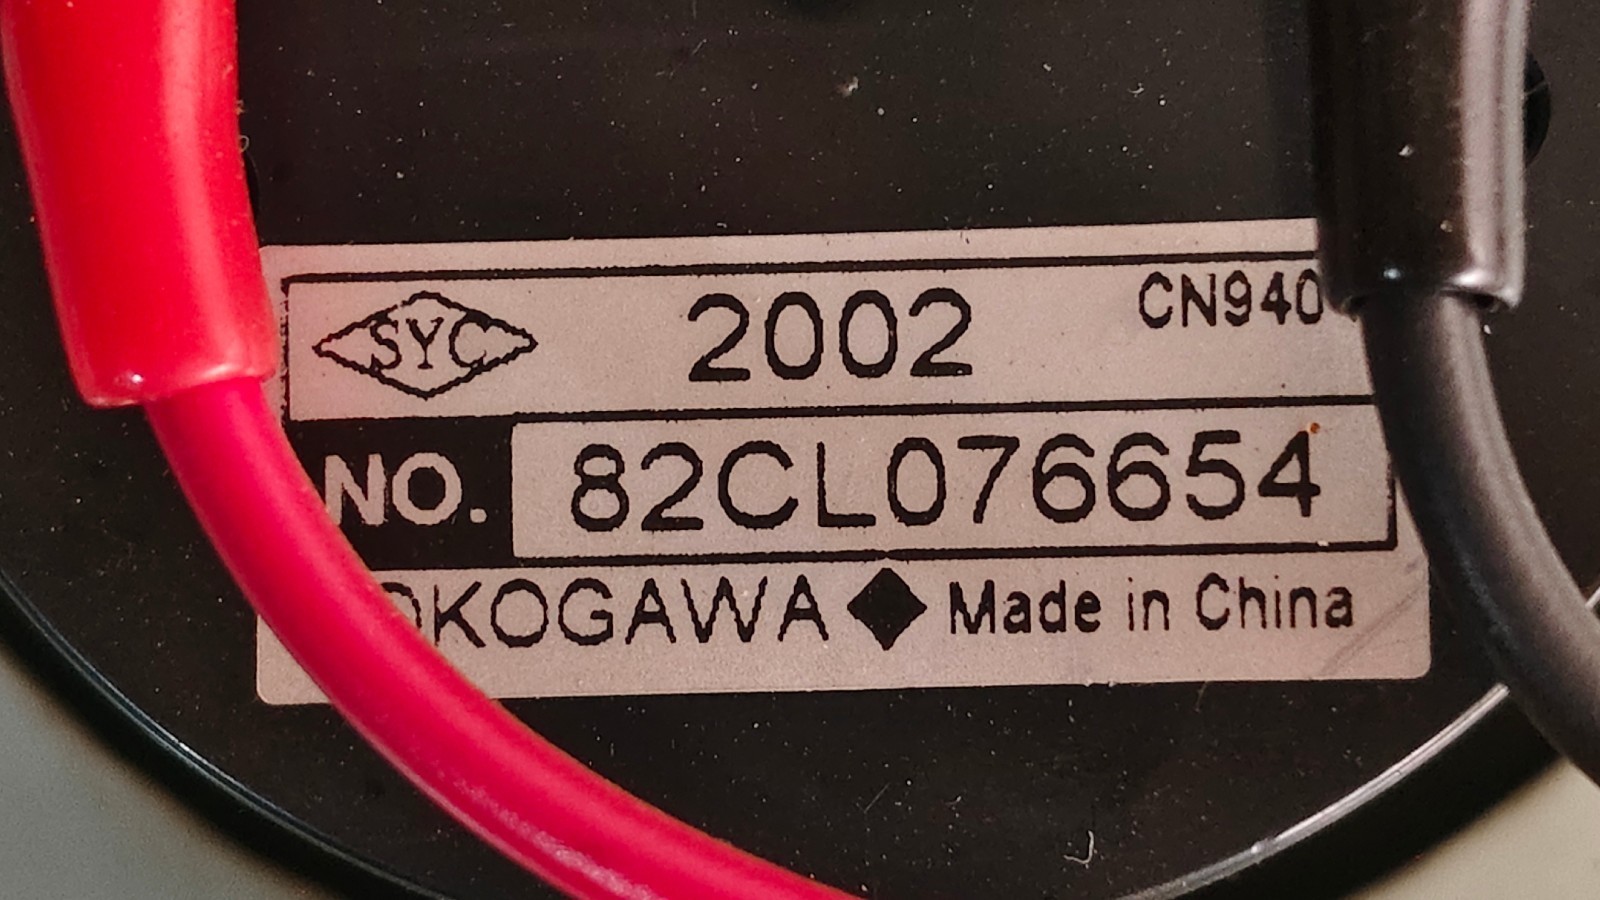 SYC 2002 CN940
NO. 82CL076654
OKOGAWA◆Made in China